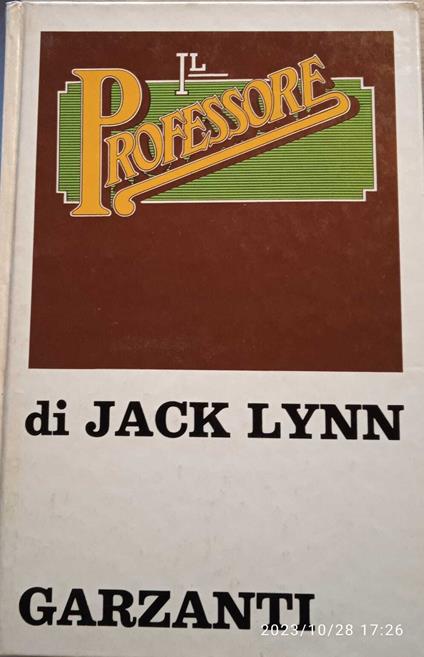 IL
PROFESSORE
di JACK LYNN
GARZANTI
2023/10/28 17:26